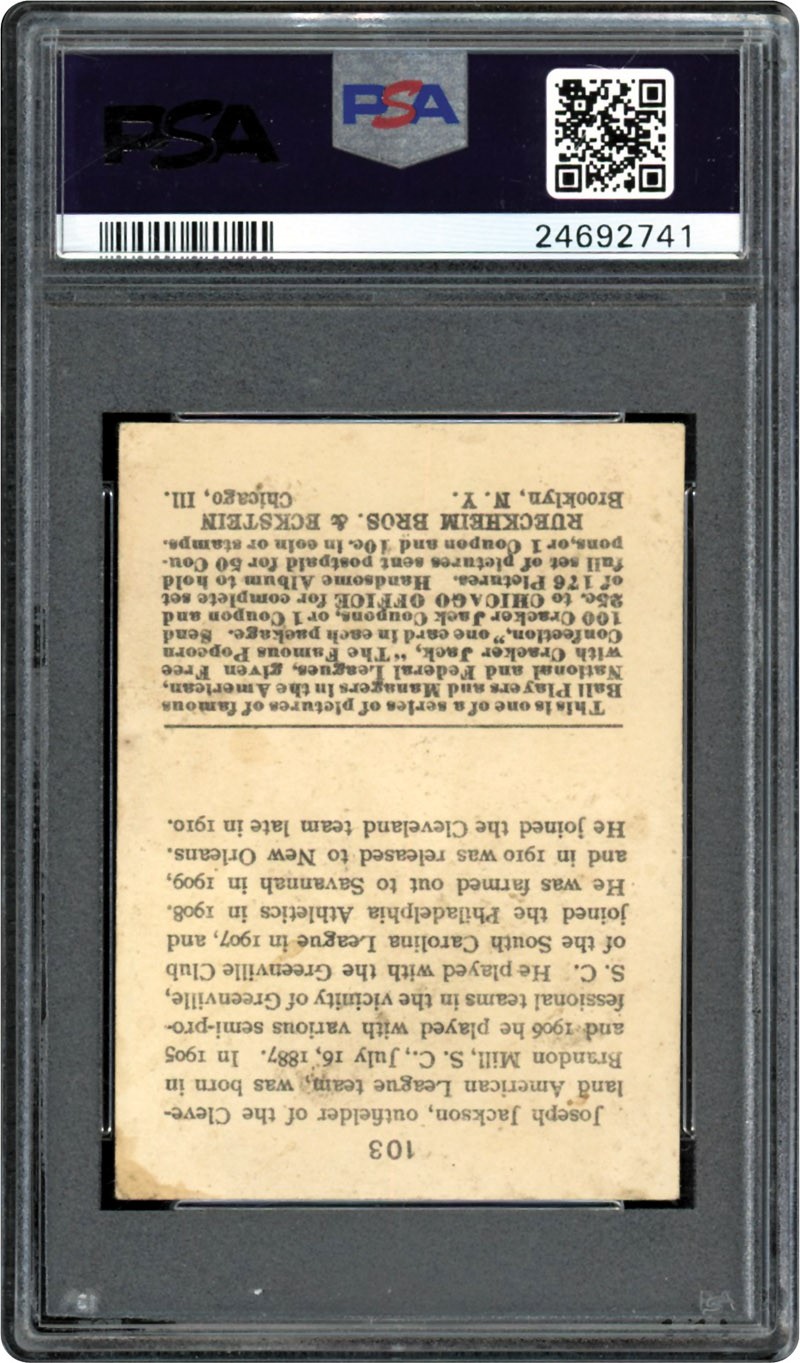 PSA
PSA
24692741
103
Joseph Jackson, outfielder of the Cleve-
land American League team, was born in
Brandon Mill, S. C., July 16, 1887. In 1905
and 1906 he played with various semi-pro-
fessional teams in the vicinity of Greenville,
S. C. He played with the Greenville Club
of the South Carolina League in 1907, and
joined the Philadelphia Athletics in 1908.
He was farmed out to Savannah in 1909,
and in 1910 was released to New Orleans.
He joined the Cleveland team late in 1910.
This is one of a series of pictures of famous
Ball Players and Managers in the American,
National and Federal Leagues, given Free
with Cracker Jack, "The Famous Popcorn
Confection," one card in each package. Send
100 Cracker Jack Coupons, or 1 Coupon and
25c. to CHICAGO OFFICE for complete set
of 176 Pictures. Handsome Album to hold
full set of pictures sent postpaid for 50 Cou-
pons, or 1 Coupon and 10c. in coin or stamps.
RUECKHEIM BROS. & ECKSTEIN
Brooklyn, N. Y. Chicago, Ill.
PSA